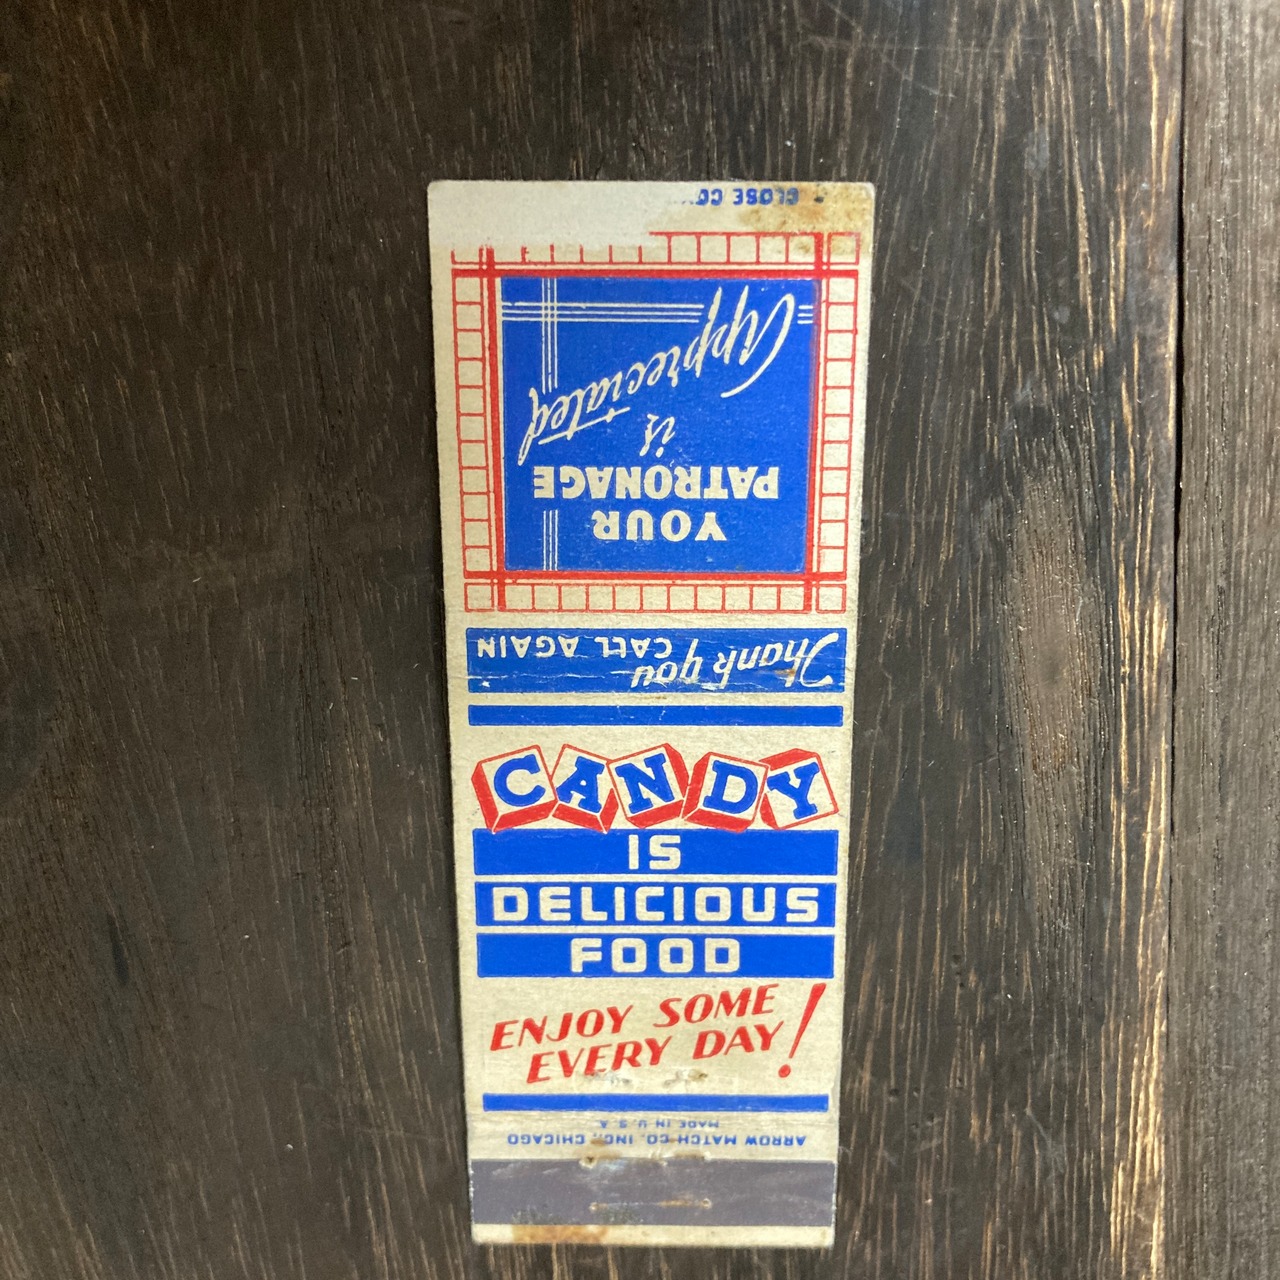 CANDY
IS
DELICIOUS
FOOD
ENJOY SOME
EVERY DAY!
ARROW MATCH CO. INC., CHICAGO
MADE IN U. S. A.
Thank you
CALL AGAIN
YOUR
PATRONAGE
is
Appreciated
CLOSE